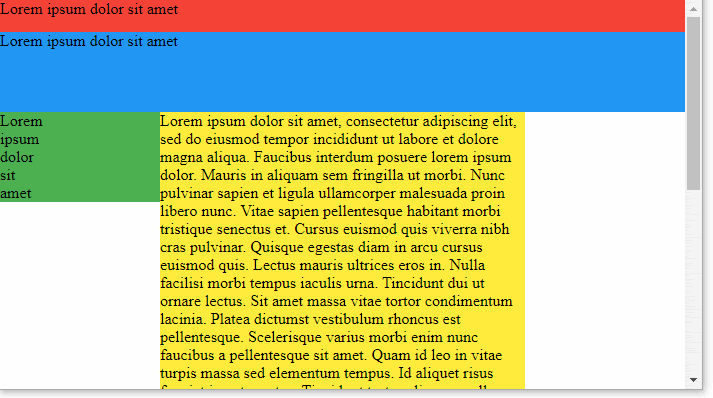 Lorem ipsum dolor sit amet
Lorem ipsum dolor sit amet
Lorem
ipsum
dolor
sit
amet
Lorem ipsum dolor sit amet, consectetur adipiscing elit,
sed do eiusmod tempor incididunt ut labore et dolore
magna aliqua. Faucibus interdum posuere lorem ipsum
dolor. Mauris in aliquam sem fringilla ut morbi. Nunc
pulvinar sapien et ligula ullamcorper malesuada proin
libero nunc. Vitae sapien pellentesque habitant morbi
tristique senectus et. Cursus euismod quis viverra nibh
cras pulvinar. Quisque egestas diam in arcu cursus
euismod quis. Lectus mauris ultrices eros in. Nulla
facilisi morbi tempus iaculis urna. Tincidunt dui ut
ornare lectus. Sit amet massa vitae tortor condimentum
lacinia. Platea dictumst vestibulum rhoncus est
pellentesque. Scelerisque varius morbi enim nunc
faucibus a pellentesque sit amet. Quam id leo in vitae
turpis massa sed elementum tempus. Id aliquet risus